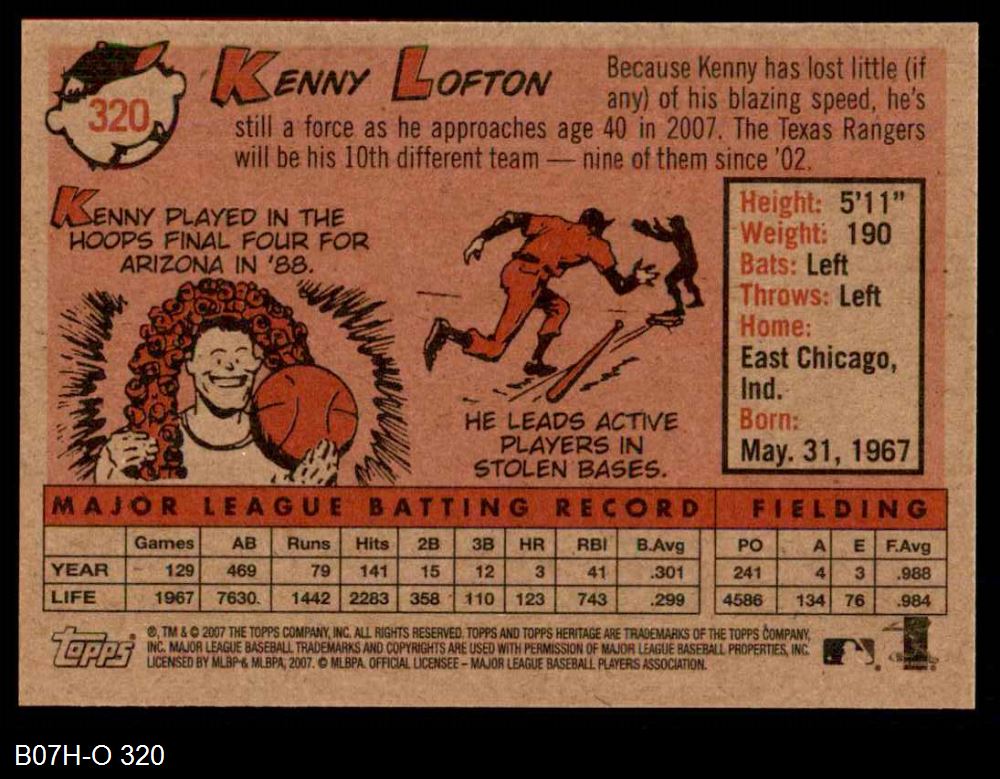 320
KENNY LOFTON
Because Kenny has lost little (if
any) of his blazing speed, he's
still a force as he approaches age 40 in 2007. The Texas Rangers
will be his 10th different team — nine of them since '02.
KENNY PLAYED IN THE
HOOPS FINAL FOUR FOR
ARIZONA IN '88.
HE LEADS ACTIVE
PLAYERS IN
STOLEN BASES.
Height: 5'11"
Weight: 190
Bats: Left
Throws: Left
Home:
East Chicago,
Ind.
Born:
May. 31, 1967
MAJOR LEAGUE BATTING RECORD FIELDING
Games AB Runs Hits 2B 3B HR RBI B.Avg PO A E F.Avg
YEAR 129 469 79 141 15 12 3 41 .301 241 4 3 .988
LIFE 1967 7630. 1442 2283 358 110 123 743 .299 4586 134 76 .984
Topps
®, TM & © 2007 THE TOPPS COMPANY, INC. ALL RIGHTS RESERVED. TOPPS AND TOPPS HERITAGE ARE TRADEMARKS OF THE TOPPS COMPANY,
INC. MAJOR LEAGUE BASEBALL TRADEMARKS AND COPYRIGHTS ARE USED WITH PERMISSION OF MAJOR LEAGUE BASEBALL PROPERTIES, INC.
LICENSED BY MLBP & MLBPA, 2007. © MLBPA. OFFICIAL LICENSEE – MAJOR LEAGUE BASEBALL PLAYERS ASSOCIATION.
B07H-O 320